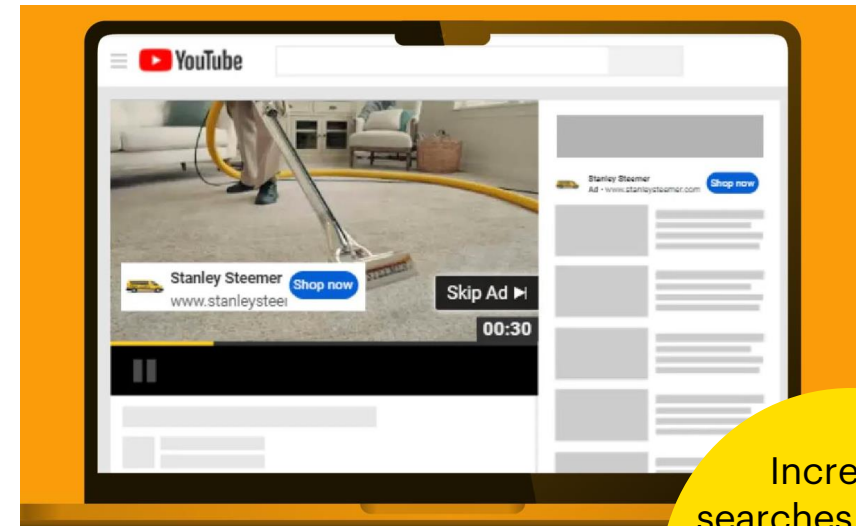 YouTube
Stanley Steemer
Ad • www.stanleysteemer.com
Shop now
Stanley Steemer
www.stanleysteer
Shop now
Skip Ad
00:30
Incre
searches